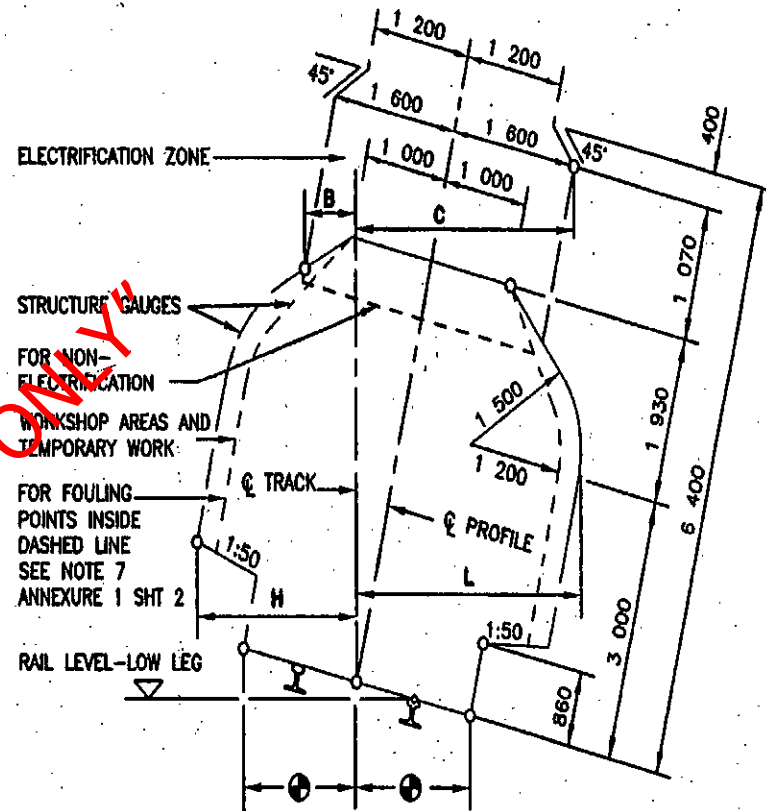 1 200
1 200
45°
1 600
1 600
45°
400
ELECTRIFICATION ZONE
1 000
1 000
B
C
1 070
STRUCTURE GAUGES
FOR NON-
ELECTRIFICATION
ONLY"
WORKSHOP AREAS AND
TEMPORARY WORK
1 500
1 200
1 930
6 400
℄ TRACK
℄ PROFILE
FOR FOULING
POINTS INSIDE
DASHED LINE
SEE NOTE 7
ANNEXURE 1 SHT 2
1:50
H
L
1:50
3 000
860
RAIL LEVEL-LOW LEG